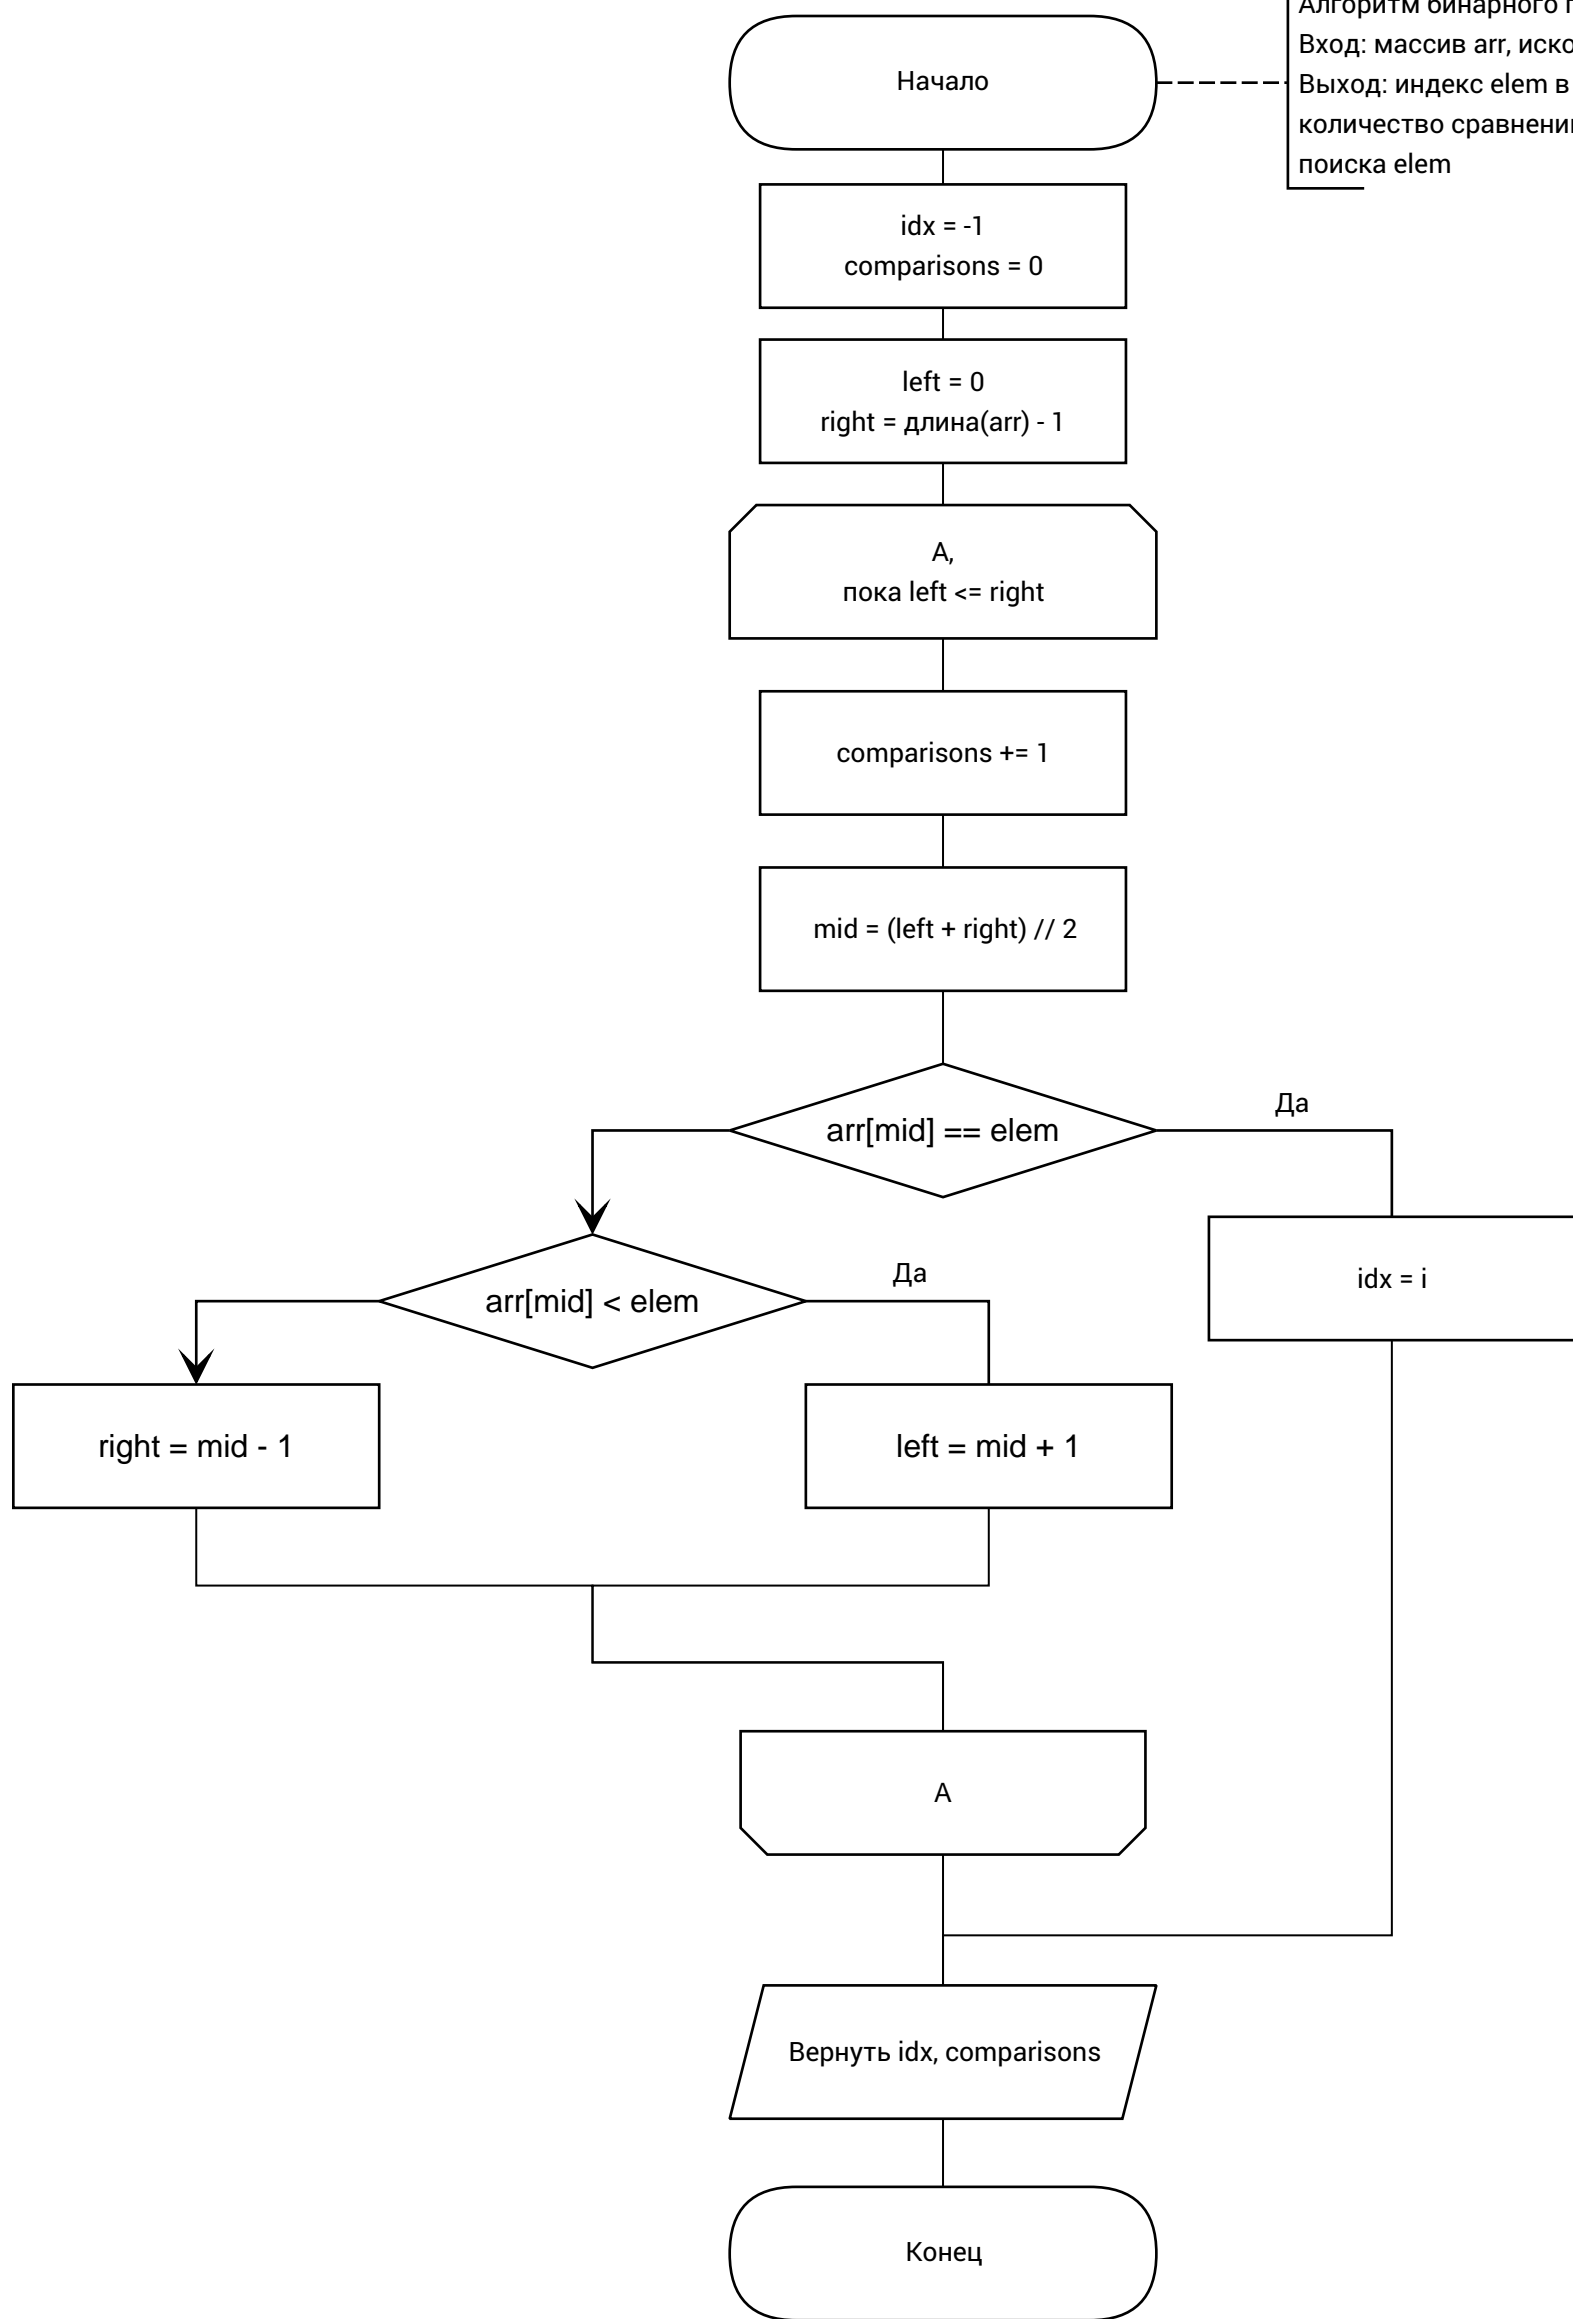 Алгоритм бинарного
Вход: массив arr,
Выход: индекс elem в
количество
поиска elem
Начало
idx = -1
comparisons = 0
left = 0
right = длина(arr) - 1
А,
пока left <= right
comparisons += 1
mid = (left + right) // 2
arr[mid] == elem
Да
arr[mid] < elem
Да
idx = i
right = mid - 1
left = mid + 1
А
Вернуть idx, comparisons
Конец